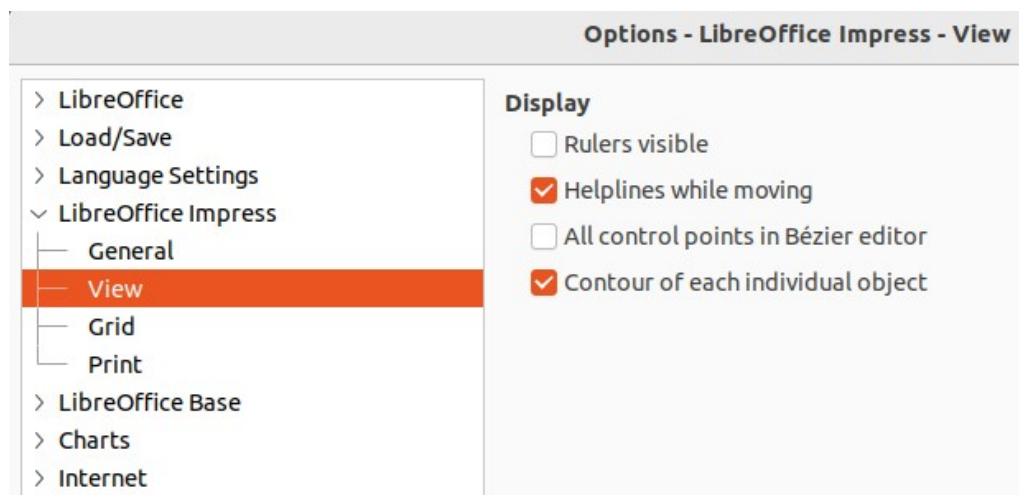 Options - LibreOffice Impress - View
LibreOffice
Load/Save
Language Settings
LibreOffice Impress
General
View
Grid
Print
LibreOffice Base
Charts
Internet
Display
Rulers visible
Helplines while moving
All control points in Bézier editor
Contour of each individual object